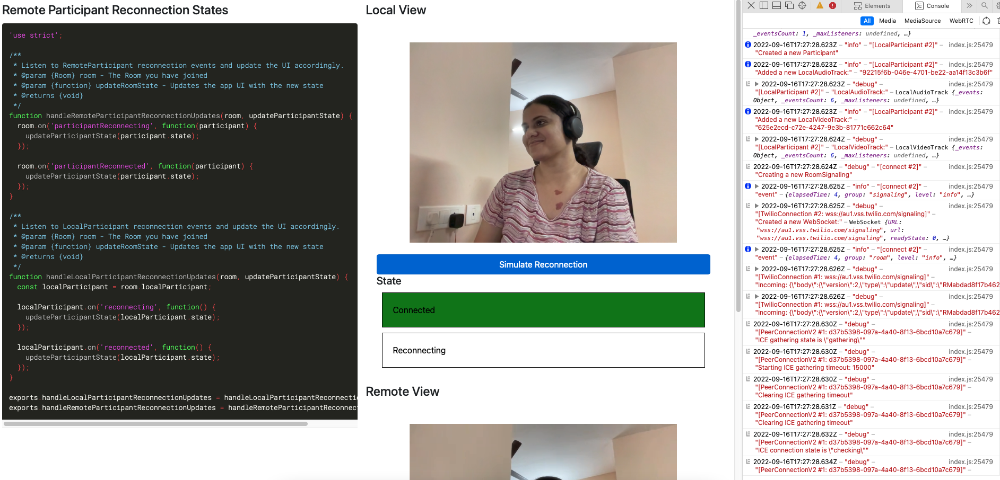 Remote Participant Reconnection States
'use strict';
/**
 * Listen to RemoteParticipant reconnection events and update the UI accordingly.
 * @param {Room} room - The Room you have joined
 * @param {function} updateRoomState - Updates the app UI with the new state
 * @returns {void}
 */
function handleRemoteParticipantReconnectionUpdates(room, updateParticipantState) {
  room.on('participantReconnecting', function(participant) {
    updateParticipantState(participant.state);
  });
  room.on('participantReconnected', function(participant) {
    updateParticipantState(participant.state);
  });
}
/**
 * Listen to LocalParticipant reconnection events and update the UI accordingly.
 * @param {Room} room - The Room you have joined
 * @param {function} updateRoomState - Updates the app UI with the new state
 * @returns {void}
 */
function handleLocalParticipantReconnectionUpdates(room, updateParticipantState) {
  const localParticipant = room.localParticipant;
  localParticipant.on('reconnecting', function() {
    updateParticipantState(localParticipant.state);
  });
  localParticipant.on('reconnected', function() {
    updateParticipantState(localParticipant.state);
  });
}
exports.handleLocalParticipantReconnectionUpdates = handleLocalParticipantReconnecti
exports.handleRemoteParticipantReconnectionUpdates = handleRemoteParticipantReconnec
Local View
Simulate Reconnection
State
Connected
Reconnecting
Remote View
Elements
Console
All Media MediaSource WebRTC
_eventsCount: 1, _maxListeners: undefined, …}
2022-09-16T17:27:28.623Z – "info" – "[LocalParticipant #2]" – index.js:25479
"Created a new Participant"
2022-09-16T17:27:28.623Z – "info" – "[LocalParticipant #2]" – index.js:25479
"Added a new LocalAudioTrack:" – "92215f6b-046e-4701-be22-aa14f13c3b6f"
2022-09-16T17:27:28.623Z – "debug" – index.js:25479
"[LocalParticipant #2]" – "LocalAudioTrack:" – LocalAudioTrack {_events:
Object, _eventsCount: 6, _maxListeners: undefined, …}
2022-09-16T17:27:28.623Z – "info" – "[LocalParticipant #2]" – index.js:25479
"Added a new LocalVideoTrack:" –
"625e2ecd-c72e-4247-9e3b-81771c662c64"
2022-09-16T17:27:28.624Z – "debug" – index.js:25479
"[LocalParticipant #2]" – "LocalVideoTrack:" – LocalVideoTrack {_events:
Object, _eventsCount: 6, _maxListeners: undefined, …}
2022-09-16T17:27:28.624Z – "debug" – "[connect #2]" – index.js:25479
"Creating a new RoomSignaling"
2022-09-16T17:27:28.625Z – "info" – "[connect #2]" – index.js:25479
"event" – {elapsedTime: 4, group: "signaling", level: "info", …}
2022-09-16T17:27:28.625Z – "debug" – index.js:25479
"[TwilioConnection #2: wss://au1.vss.twilio.com/signaling]" –
"Created a new WebSocket:" – WebSocket {URL:
"wss://au1.vss.twilio.com/signaling", url:
"wss://au1.vss.twilio.com/signaling", readyState: 0, …}
2022-09-16T17:27:28.625Z – "info" – "[connect #2]" – index.js:25479
"event" – {elapsedTime: 4, group: "room", level: "info", …}
2022-09-16T17:27:28.626Z – "debug" – index.js:25479
"[TwilioConnection #1: wss://au1.vss.twilio.com/signaling]" –
"Incoming: {\"body\":{\"version\":2,\"type\":\"update\",\"sid\":\"RMabdad8f17b462
2022-09-16T17:27:28.626Z – "debug" – index.js:25479
"[TwilioConnection #1: wss://au1.vss.twilio.com/signaling]" –
"Incoming: {\"body\":{\"version\":2,\"type\":\"update\",\"sid\":\"RMabdad8f17b462
2022-09-16T17:27:28.630Z – "debug" – index.js:25479
"[PeerConnectionV2 #1: d37b5398-097a-4a40-8f13-6bcd10a7c679]" –
"ICE gathering state is \"gathering\""
2022-09-16T17:27:28.630Z – "debug" – index.js:25479
"[PeerConnectionV2 #1: d37b5398-097a-4a40-8f13-6bcd10a7c679]" –
"Starting ICE gathering timeout: 15000"
2022-09-16T17:27:28.630Z – "debug" – index.js:25479
"[PeerConnectionV2 #1: d37b5398-097a-4a40-8f13-6bcd10a7c679]" –
"Clearing ICE gathering timeout"
2022-09-16T17:27:28.631Z – "debug" – index.js:25479
"[PeerConnectionV2 #1: d37b5398-097a-4a40-8f13-6bcd10a7c679]" –
"Clearing ICE gathering timeout"
2022-09-16T17:27:28.632Z – "debug" – index.js:25479
"[PeerConnectionV2 #1: d37b5398-097a-4a40-8f13-6bcd10a7c679]" –
"ICE connection state is \"checking\""
2022-09-16T17:27:28.634Z – "debug" – index.js:25479
"[PeerConnectionV2 #1: d37b5398-097a-4a40-8f13-6bcd10a7c679]" –